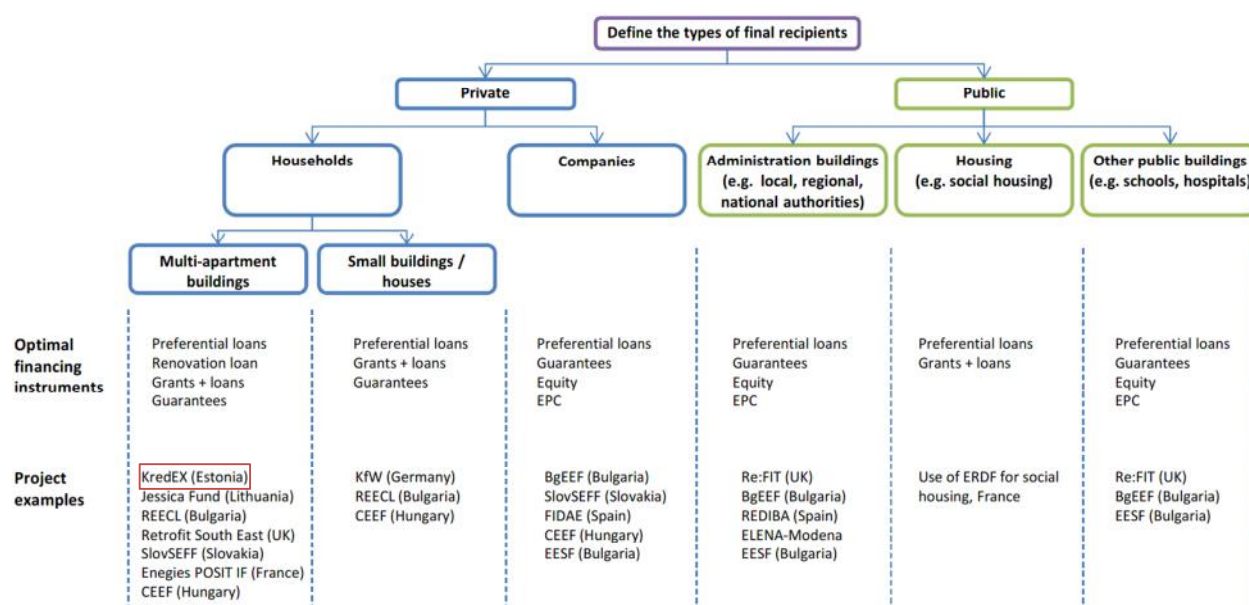 Define the types of final recipients
Private
Public
Households
Companies
Administration buildings
(e.g. local, regional,
national authorities)
Housing
(e.g. social housing)
Other public buildings
(e.g. schools, hospitals)
Multi-apartment
buildings
Small buildings /
houses
Optimal
financing
instruments
Preferential loans
Renovation loan
Grants + loans
Guarantees
Preferential loans
Grants + loans
Guarantees
Preferential loans
Guarantees
Equity
EPC
Preferential loans
Guarantees
Equity
EPC
Preferential loans
Grants + loans
Preferential loans
Guarantees
Equity
EPC
Project
examples
KredEX (Estonia)
Jessica Fund (Lithuania)
REECL (Bulgaria)
Retrofit South East (UK)
SlovSEFF (Slovakia)
Enegies POSIT IF (France)
CEEF (Hungary)
KfW (Germany)
REECL (Bulgaria)
CEEF (Hungary)
BgEEF (Bulgaria)
SlovSEFF (Slovakia)
FIDAE (Spain)
CEEF (Hungary)
EESF (Bulgaria)
Re:FIT (UK)
BgEEF (Bulgaria)
REDIBA (Spain)
ELENA-Modena
EESF (Bulgaria)
Use of ERDF for social
housing, France
Re:FIT (UK)
BgEEF (Bulgaria)
EESF (Bulgaria)